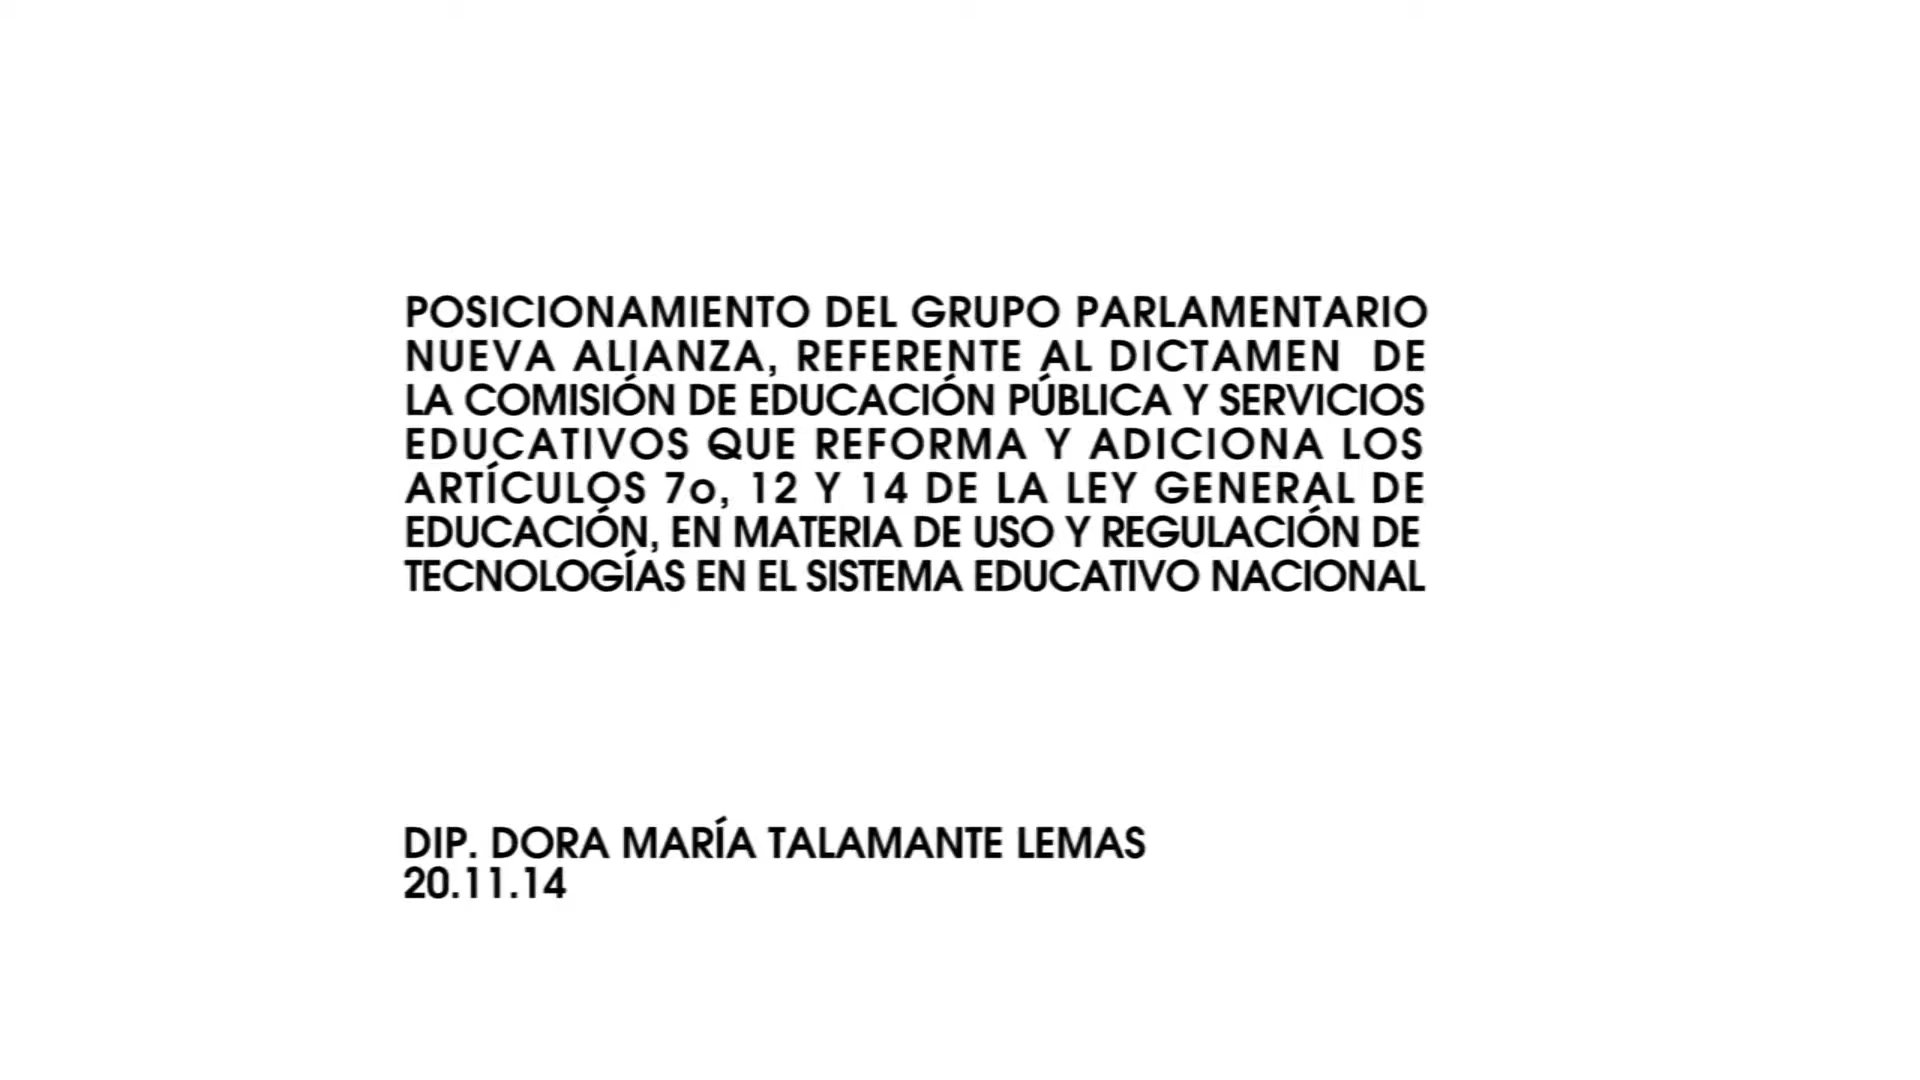 POSICIONAMIENTO DEL GRUPO PARLAMENTARIO
NUEVA ALIANZA, REFERENTE AL DICTAMEN DE
LA COMISIÓN DE EDUCACIÓN PÚBLICA Y SERVICIOS
EDUCATIVOS QUE REFORMA Y ADICIONA LOS
ARTÍCULOS 7o, 12 Y 14 DE LA LEY GENERAL DE
EDUCACIÓN, EN MATERIA DE USO Y REGULACIÓN DE
TECNOLOGÍAS EN EL SISTEMA EDUCATIVO NACIONAL
DIP. DORA MARÍA TALAMANTE LEMAS
20.11.14